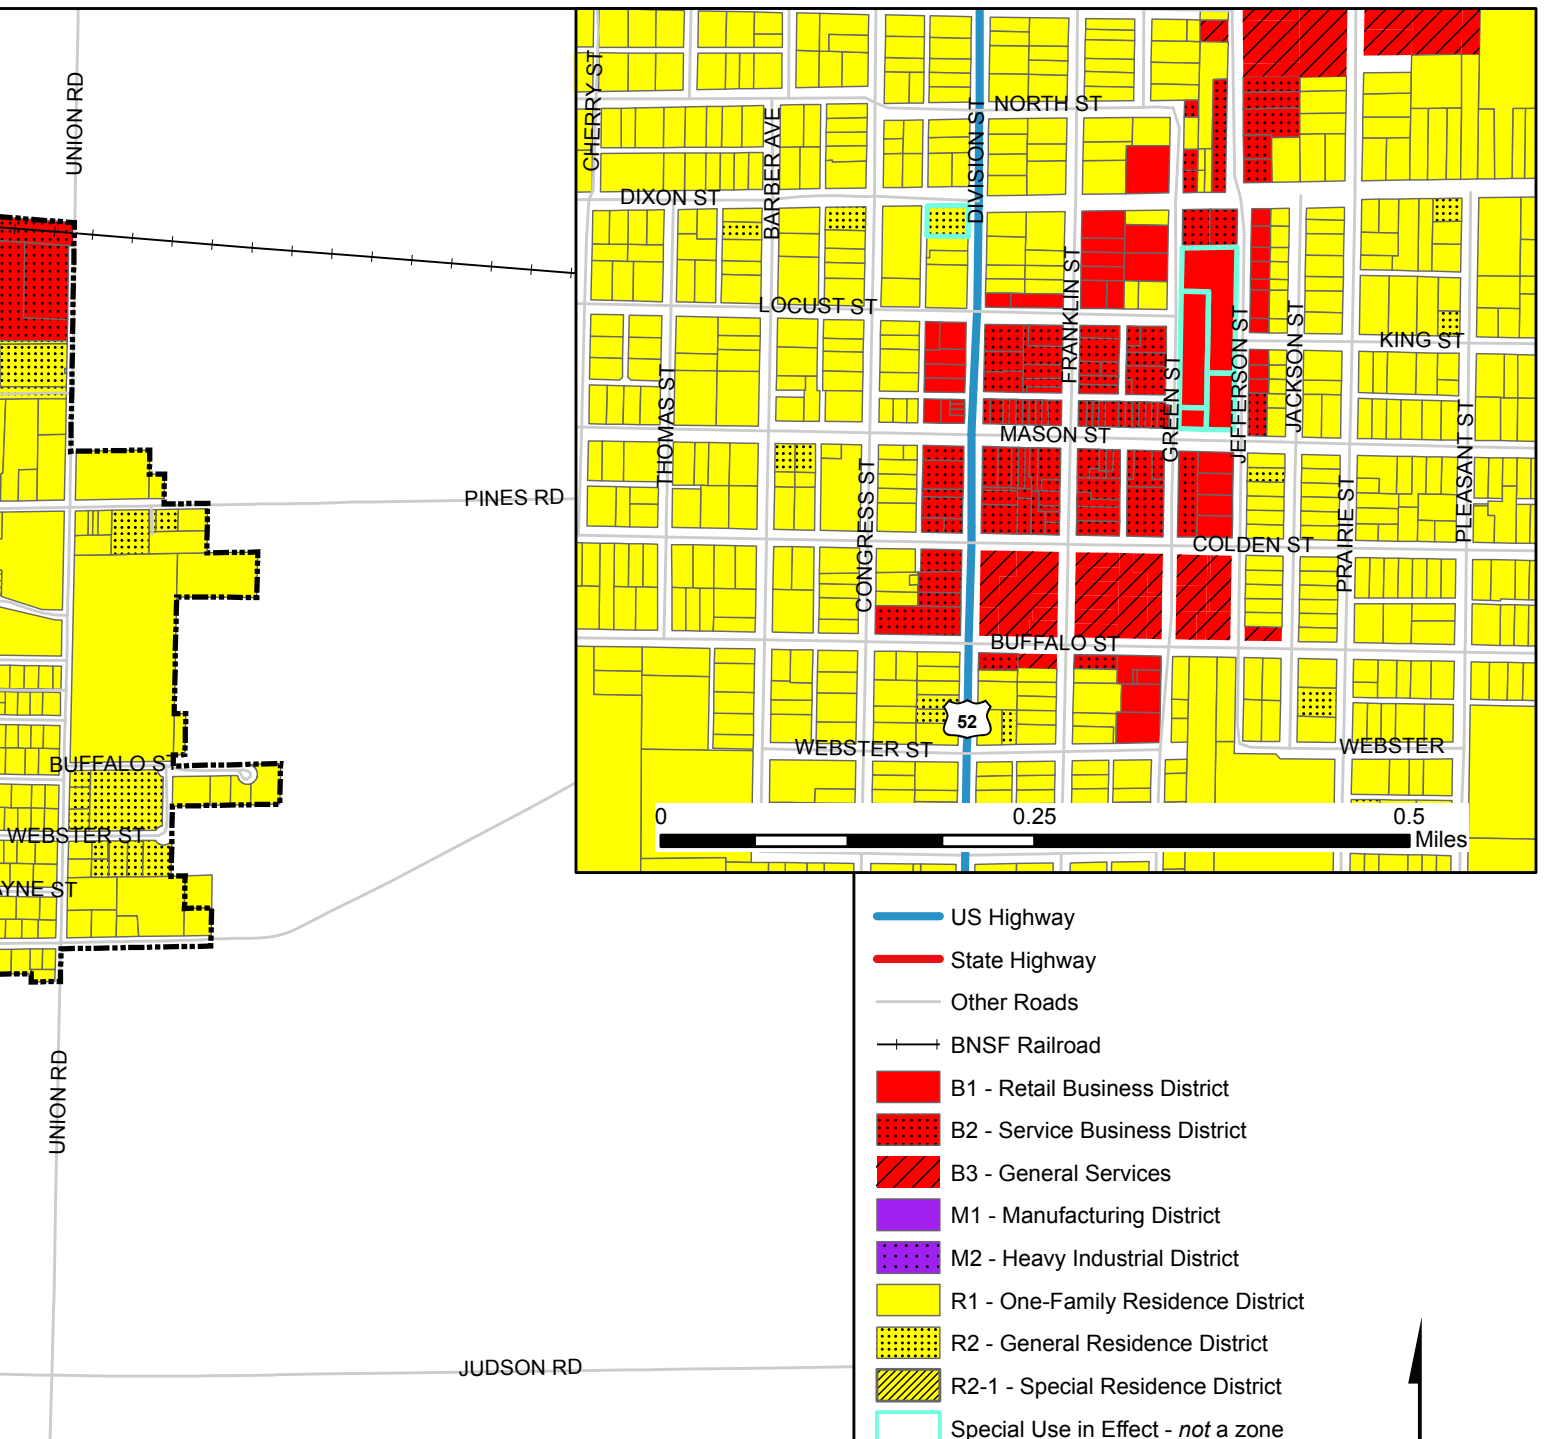 UNION RD
CHERRY ST
BARBER AVE
DIVISION ST
NORTH ST
DIXON ST
LOCUST ST
FRANKLIN ST
THOMAS ST
MASON ST
GREEN ST
JEFFERSON ST
JACKSON ST
KING ST
PLEASANT ST
PRAIRIE ST
CONGRESS ST
COLDEN ST
BUFFALO ST
52
WEBSTER ST
WEBSTER
0 0.25 0.5
Miles
PINES RD
BUFFALO ST
WEBSTER ST
AYNE ST
UNION RD
JUDSON RD
US Highway
State Highway
Other Roads
BNSF Railroad
B1 - Retail Business District
B2 - Service Business District
B3 - General Services
M1 - Manufacturing District
M2 - Heavy Industrial District
R1 - One-Family Residence District
R2 - General Residence District
R2-1 - Special Residence District
Special Use in Effect - not a zone